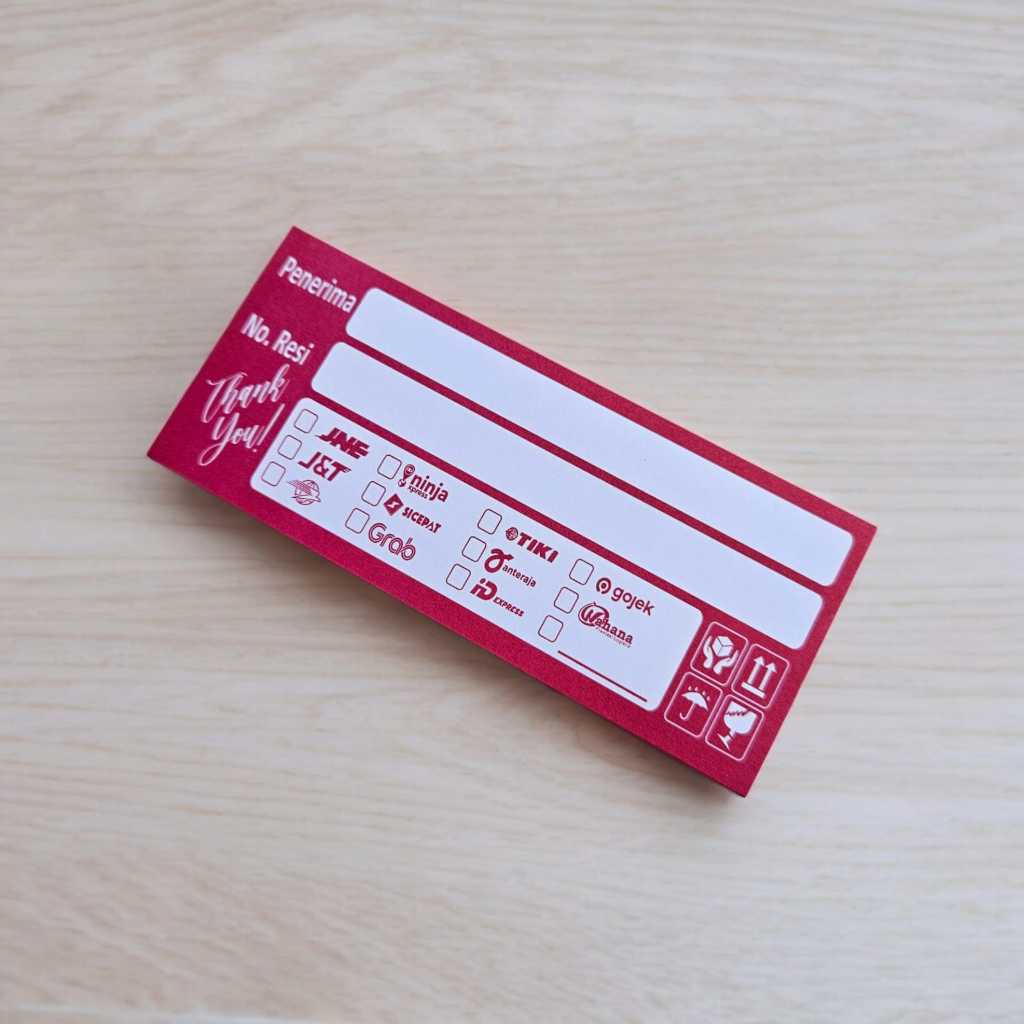 Penerima
No. Resi
Thank
You!
JNE
J&T
ninja
xpress
SICEPAT
Grab
TIKI
anteraja
iD EXPRESS
gojek
Wahana